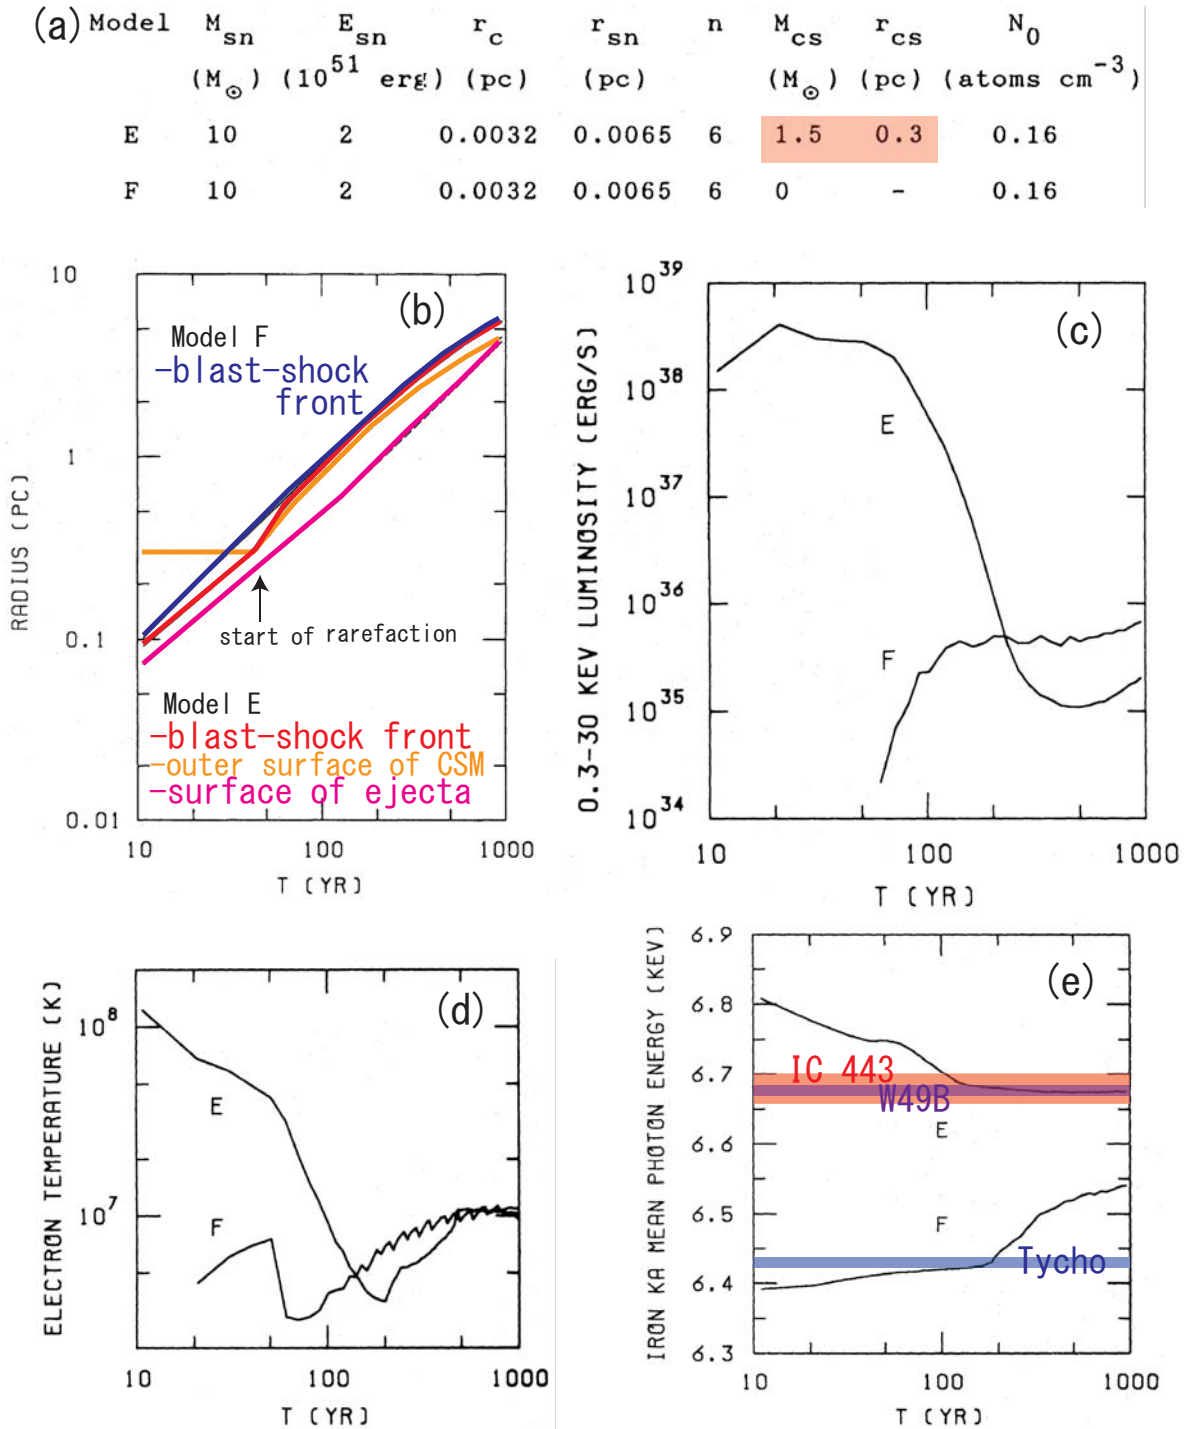 (a) Model M_sn E_sn r_c r_sn n M_cs r_cs N_0
(M_⊙) (10^51 erg) (pc) (pc) (M_⊙) (pc) (atoms cm^-3)
E 10 2 0.0032 0.0065 6 1.5 0.3 0.16
F 10 2 0.0032 0.0065 6 0 - 0.16
(b)
10
1
0.1
0.01
RADIUS (PC)
Model F
-blast-shock
front
start of rarefaction
Model E
-blast-shock front
-outer surface of CSM
-surface of ejecta
10 100 1000
T (YR)
(c)
10^39
10^38
10^37
10^36
10^35
10^34
0.3-30 KEV LUMINOSITY (ERG/S)
E
F
10 100 1000
T (YR)
(d)
10^8
10^7
ELECTRON TEMPERATURE (K)
E
F
10 100 1000
T (YR)
(e)
6.9
6.8
6.7
6.6
6.5
6.4
6.3
IRON KA MEAN PHOTON ENERGY (KEV)
IC 443
W49B
E
F
Tycho
10 100 1000
T (YR)